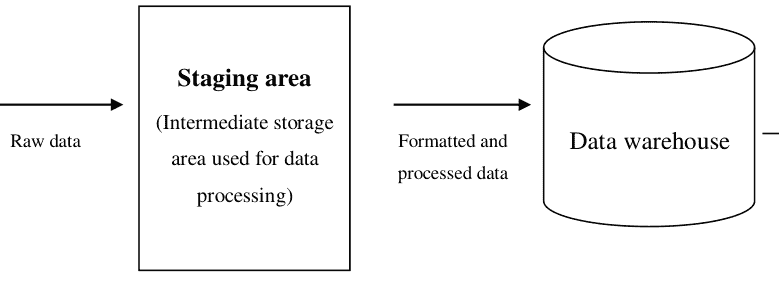 Raw data
Staging area
(Intermediate storage
area used for data
processing)
Formatted and
processed data
Data warehouse